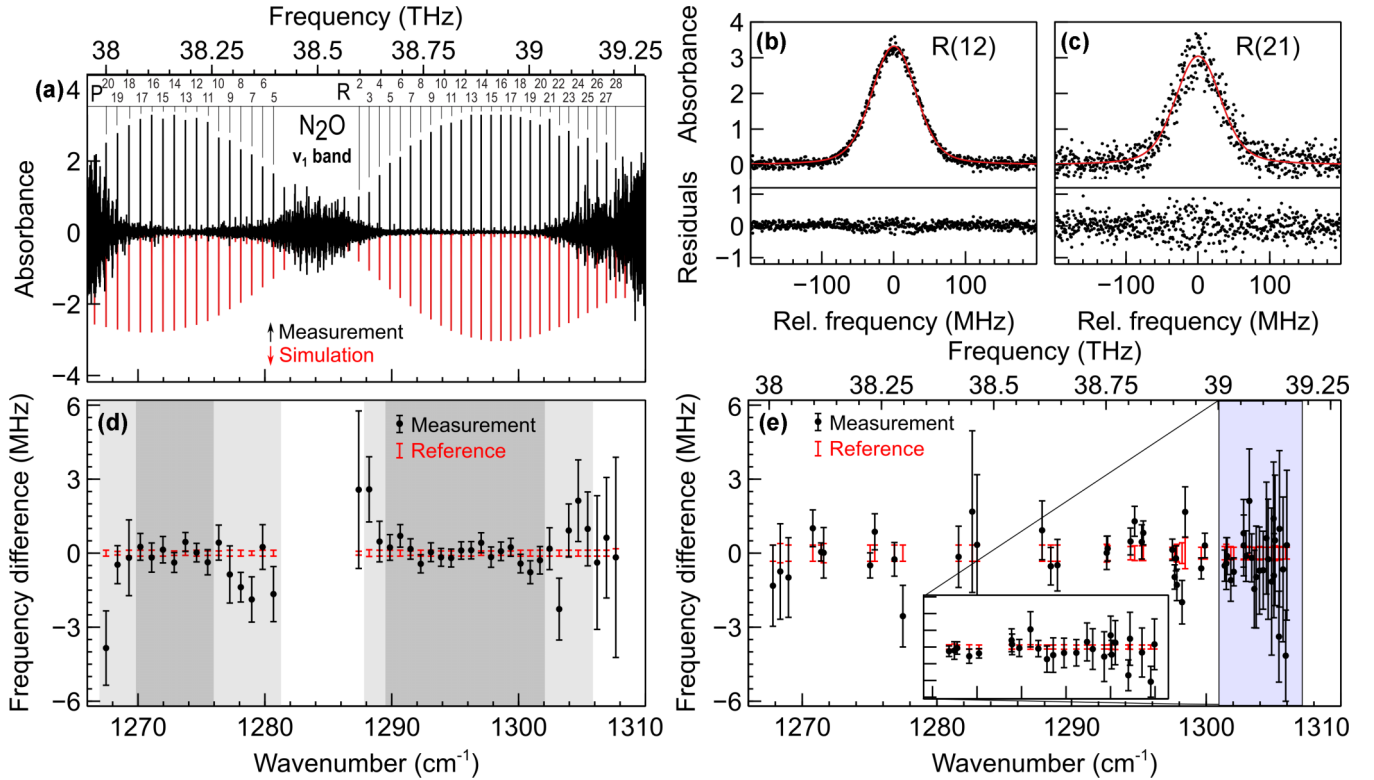 Frequency (THz)
38 38.25 38.5 38.75 39 39.25
(a)
20 18 16 14 12 10 8 6 2 4 6 8 10 12 14 16 18 20 22 24 26 28
P R
19 17 15 13 11 9 7 5 3 5 7 9 11 13 15 17 19 21 23 25 27
N2O
ν1 band
Absorbance
4
2
0
−2
−4
Measurement
Simulation
(b) R(12)
(c) R(21)
Absorbance
4
3
2
1
0
Residuals
1
0
−1
−100 0 100
−100 0 100
Rel. frequency (MHz)
Rel. frequency (MHz)
(d)
Measurement
Reference
Frequency difference (MHz)
6
3
0
−3
−6
1270 1280 1290 1300 1310
Wavenumber (cm-1)
Frequency (THz)
38 38.25 38.5 38.75 39 39.25
(e)
Measurement
Reference
Frequency difference (MHz)
6
3
0
−3
−6
1270 1280 1290 1300 1310
Wavenumber (cm-1)